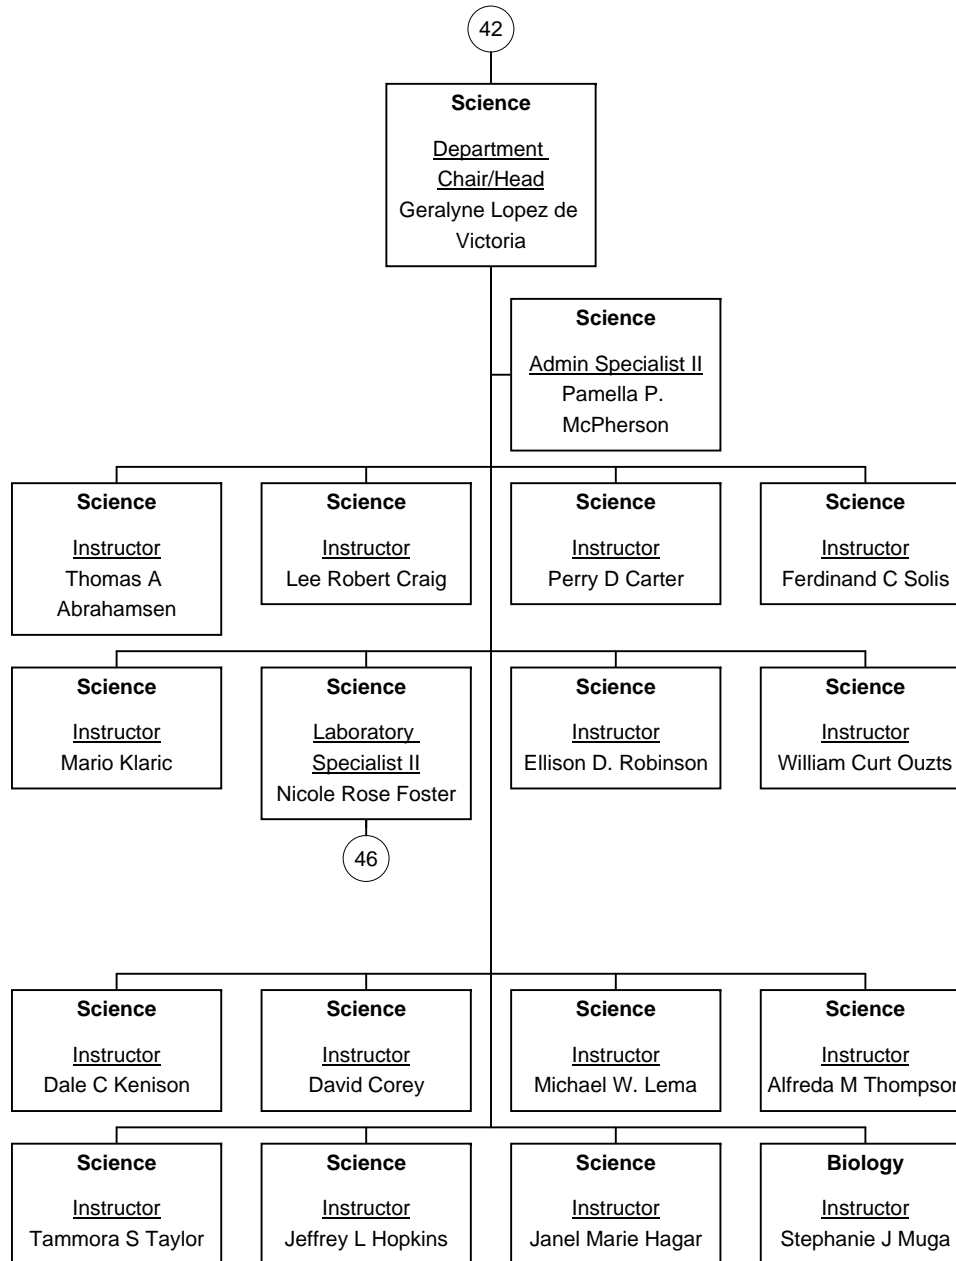 42
Science
Department
Chair/Head
Geralyne Lopez de
Victoria
Science
Admin Specialist II
Pamella P.
McPherson
Science
Instructor
Thomas A
Abrahamsen
Science
Instructor
Lee Robert Craig
Science
Instructor
Perry D Carter
Science
Instructor
Ferdinand C Solis
Science
Instructor
Mario Klaric
Science
Laboratory
Specialist II
Nicole Rose Foster
46
Science
Instructor
Ellison D. Robinson
Science
Instructor
William Curt Ouzts
Science
Instructor
Dale C Kenison
Science
Instructor
David Corey
Science
Instructor
Michael W. Lema
Science
Instructor
Alfreda M Thompson
Science
Instructor
Tammora S Taylor
Science
Instructor
Jeffrey L Hopkins
Science
Instructor
Janel Marie Hagar
Biology
Instructor
Stephanie J Muga